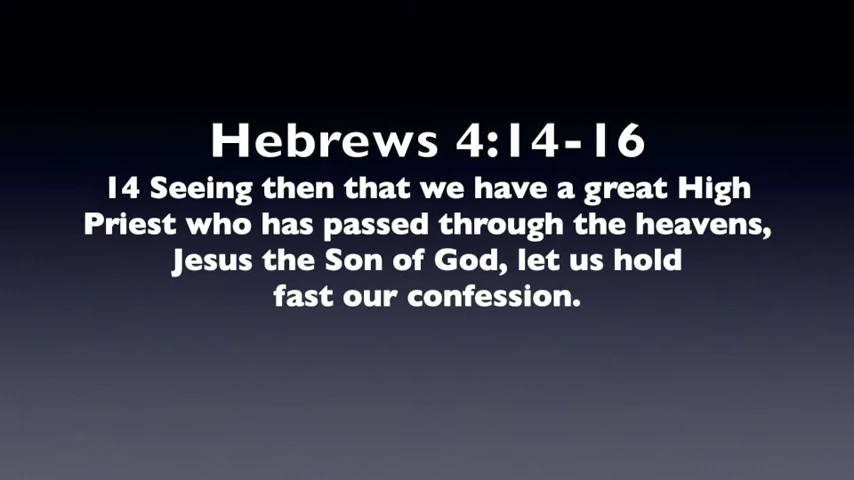 Hebrews 4:14-16
14 Seeing then that we have a great High
Priest who has passed through the heavens,
Jesus the Son of God, let us hold
fast our confession.